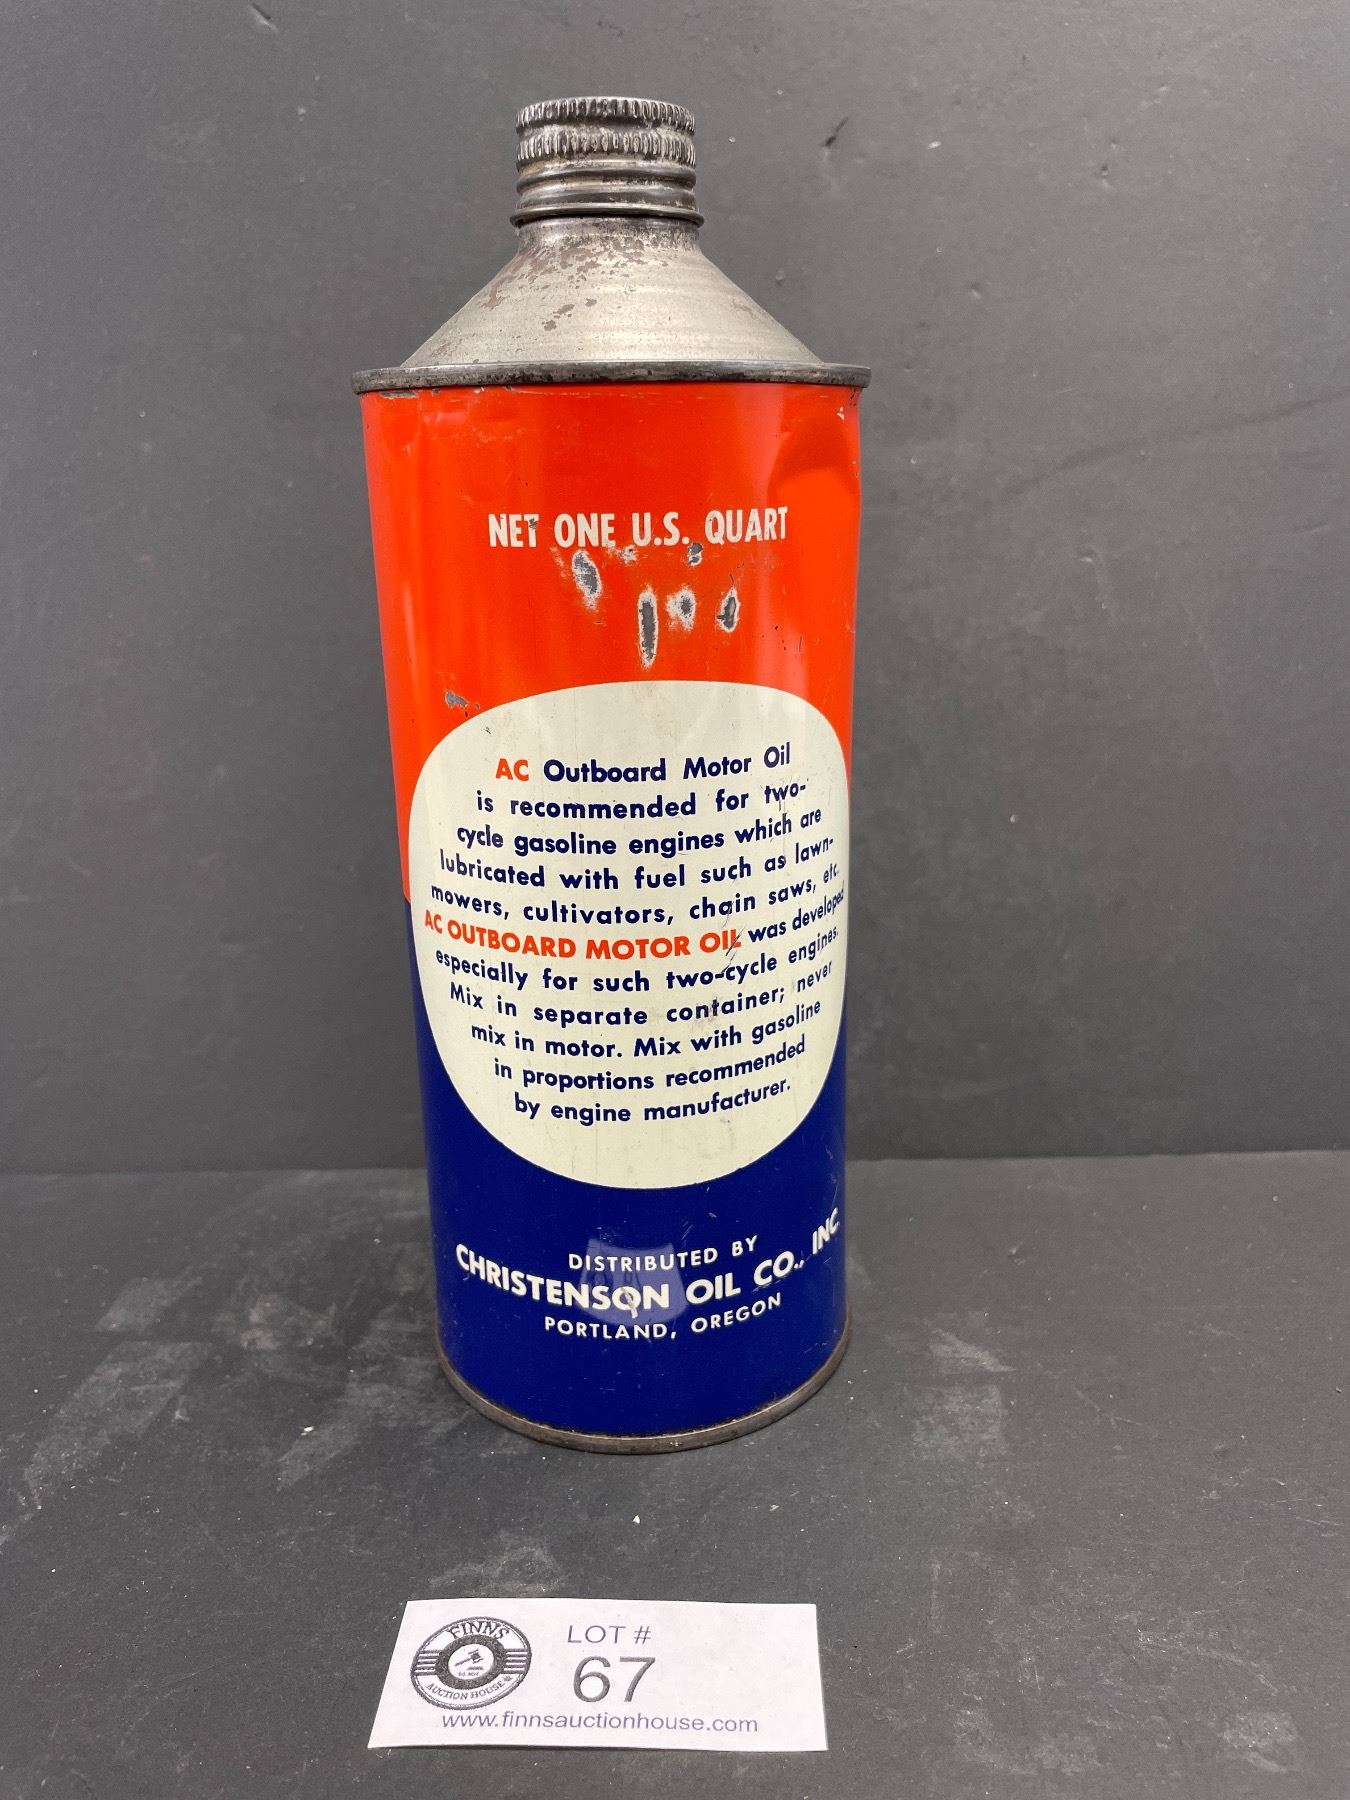 NET ONE U.S. QUART
AC Outboard Motor Oil
is recommended for two-
cycle gasoline engines which are
lubricated with fuel such as lawn-
mowers, cultivators, chain saws, etc.
AC OUTBOARD MOTOR OIL was developed
especially for such two-cycle engines.
Mix in separate container; never
mix in motor. Mix with gasoline
in proportions recommended
by engine manufacturer.
DISTRIBUTED BY
CHRISTENSON OIL CO., INC.
PORTLAND, OREGON
FINNS
AUCTION HOUSE
LOT #
67
www.finnsauctionhouse.com